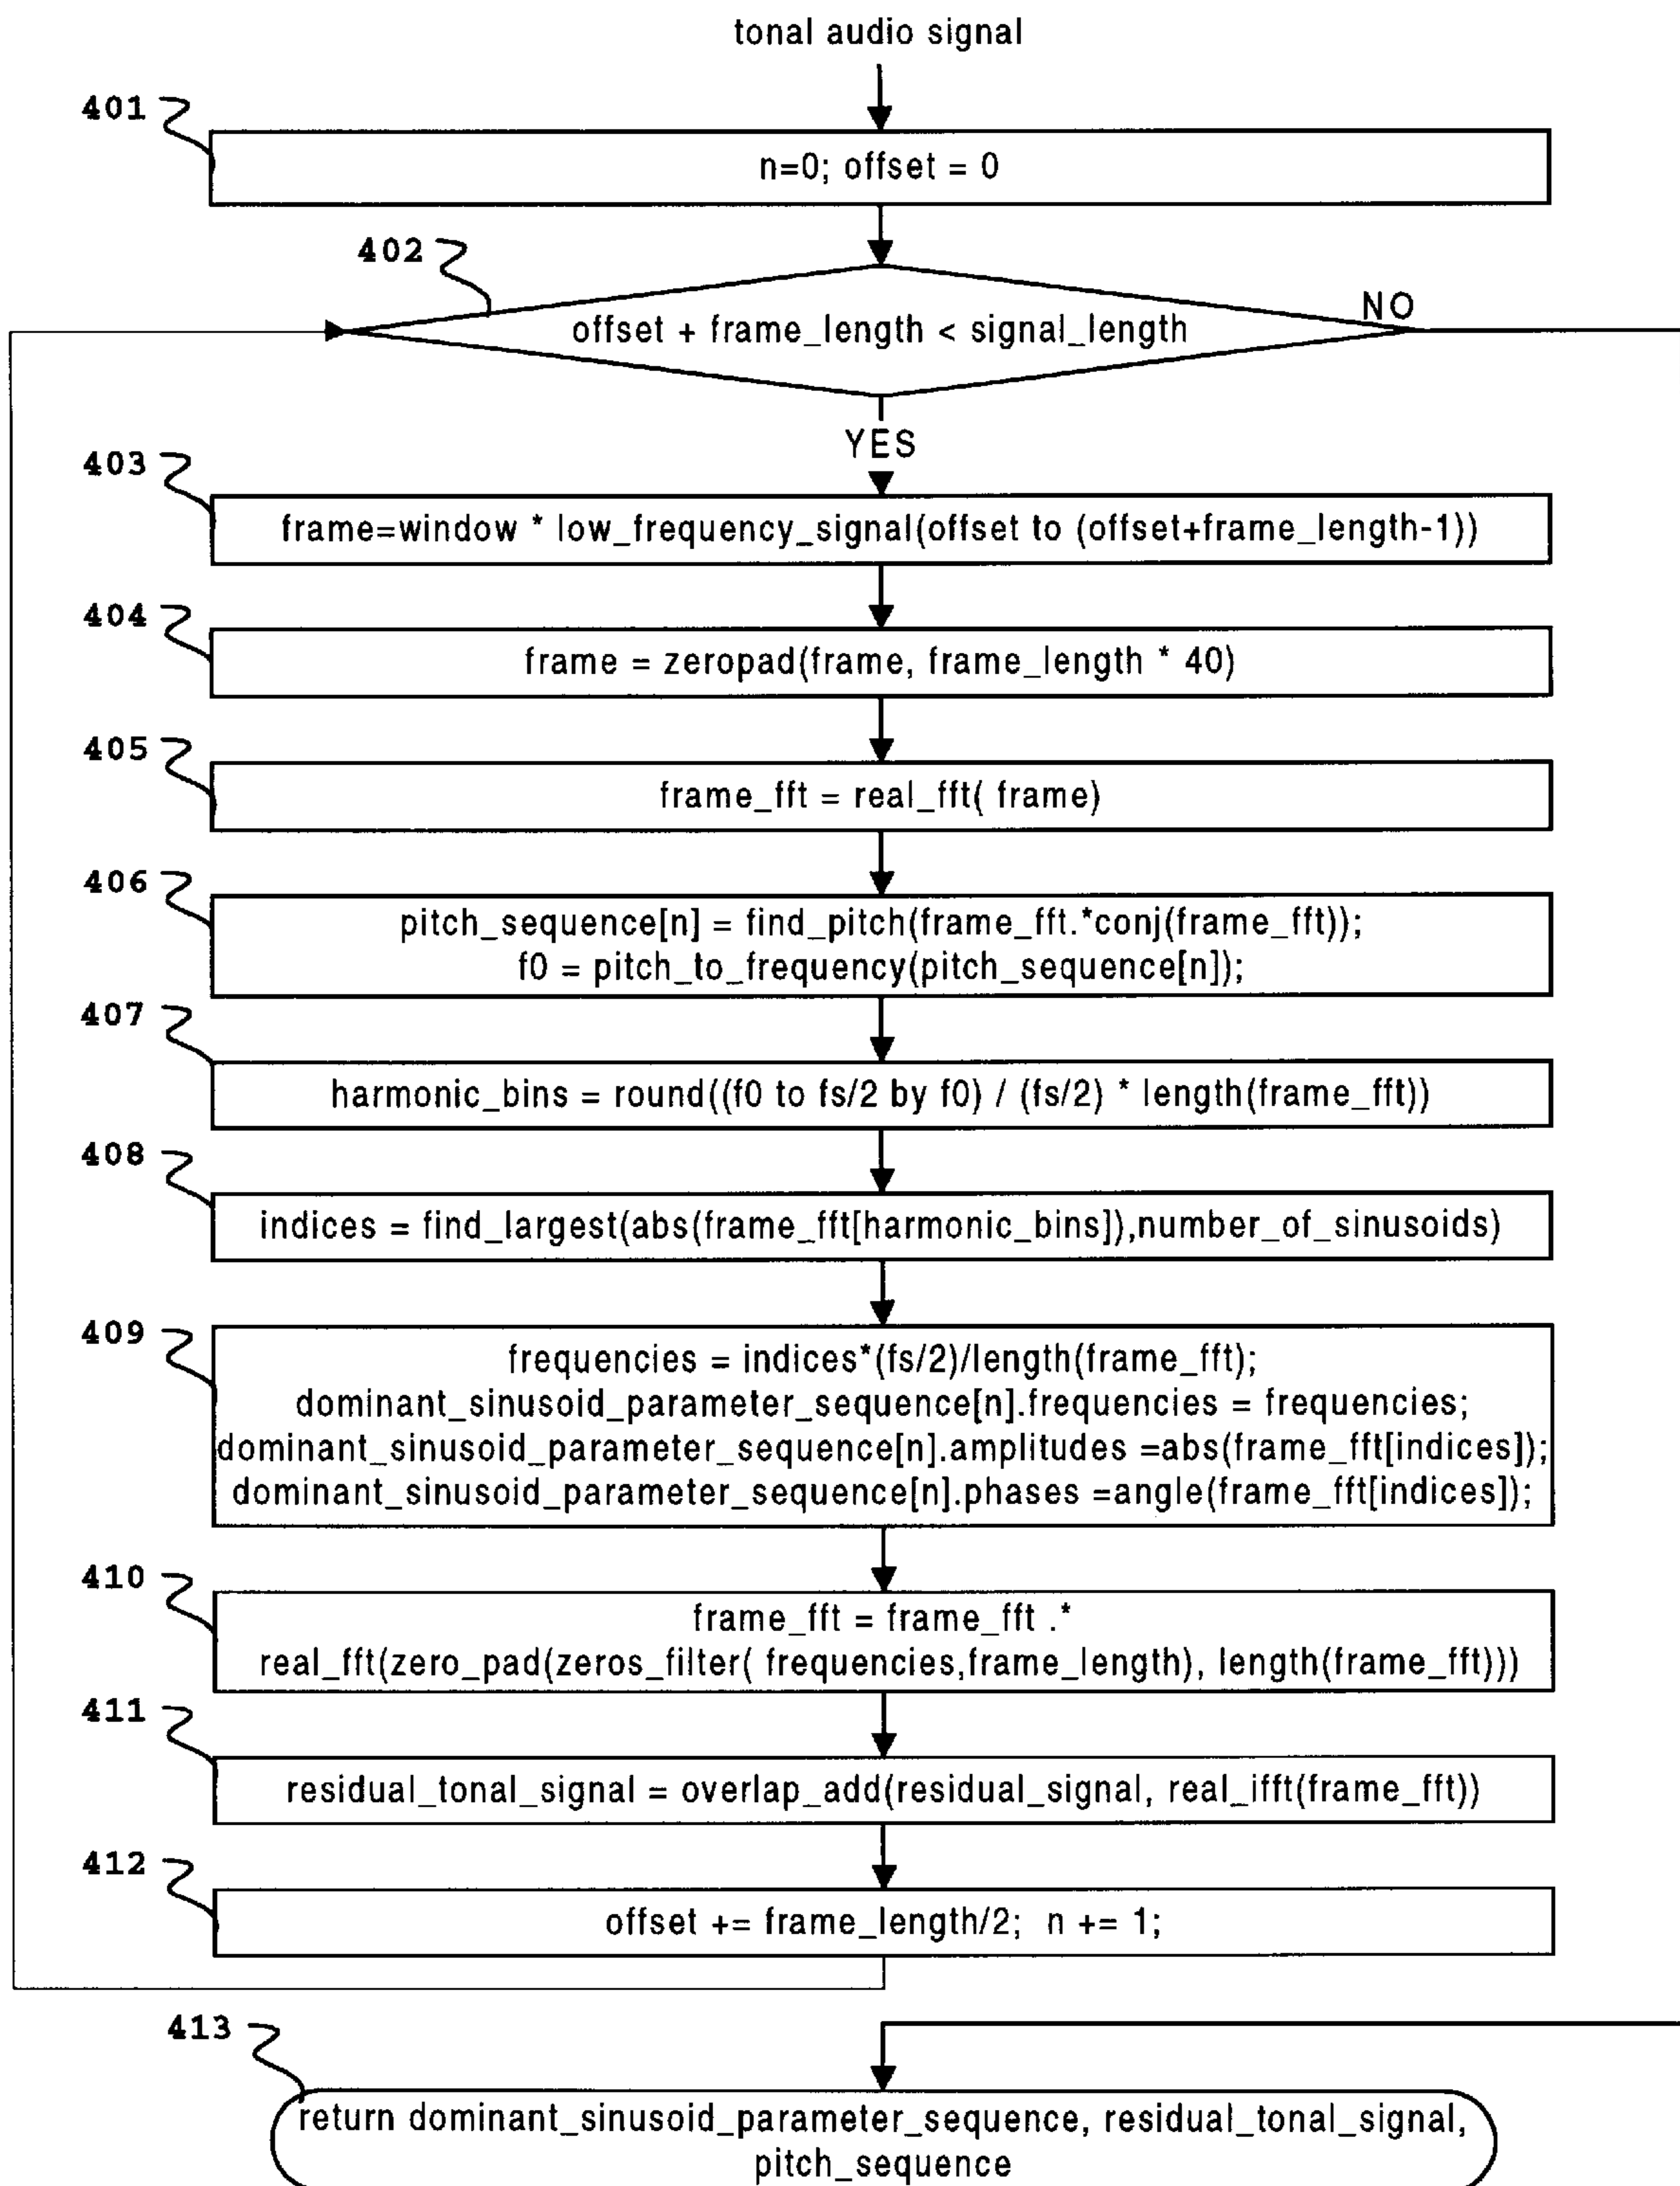 tonal audio signal
401
n=0; offset = 0
402
NO
offset + frame_length < signal_length
YES
403
frame=window * low_frequency_signal(offset to (offset+frame_length-1))
404
frame = zeropad(frame, frame_length * 40)
405
frame_fft = real_fft( frame)
406
pitch_sequence[n] = find_pitch(frame_fft.*conj(frame_fft));
f0 = pitch_to_frequency(pitch_sequence[n]);
407
harmonic_bins = round((f0 to fs/2 by f0) / (fs/2) * length(frame_fft))
408
indices = find_largest(abs(frame_fft[harmonic_bins]),number_of_sinusoids)
409
frequencies = indices*(fs/2)/length(frame_fft);
dominant_sinusoid_parameter_sequence[n].frequencies = frequencies;
dominant_sinusoid_parameter_sequence[n].amplitudes =abs(frame_fft[indices]);
dominant_sinusoid_parameter_sequence[n].phases =angle(frame_fft[indices]);
410
frame_fft = frame_fft .*
real_fft(zero_pad(zeros_filter( frequencies,frame_length), length(frame_fft)))
411
residual_tonal_signal = overlap_add(residual_signal, real_ifft(frame_fft))
412
offset += frame_length/2; n += 1;
413
return dominant_sinusoid_parameter_sequence, residual_tonal_signal,
pitch_sequence